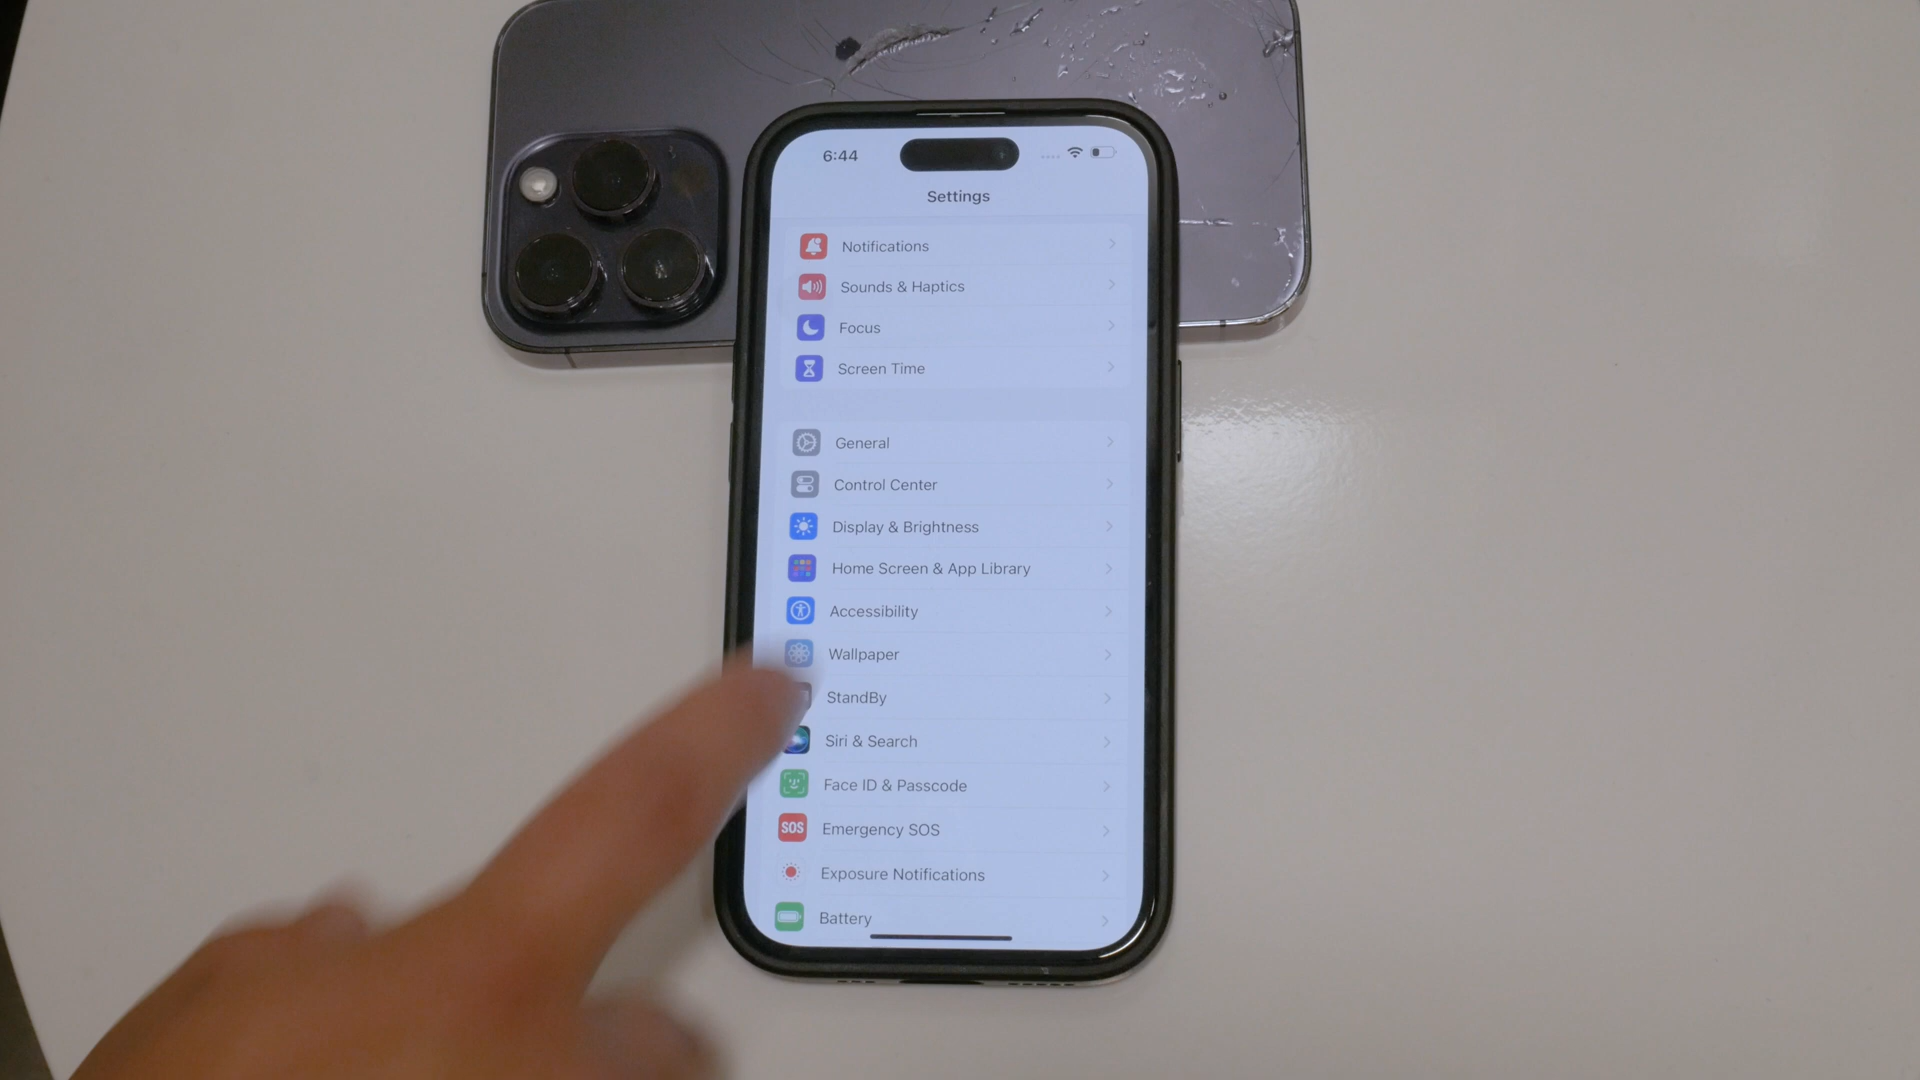 6:44
Settings
Notifications
Sounds & Haptics
Focus
Screen Time
General
Control Center
Display & Brightness
Home Screen & App Library
Accessibility
Wallpaper
StandBy
Siri & Search
Face ID & Passcode
SOS Emergency SOS
Exposure Notifications
Battery